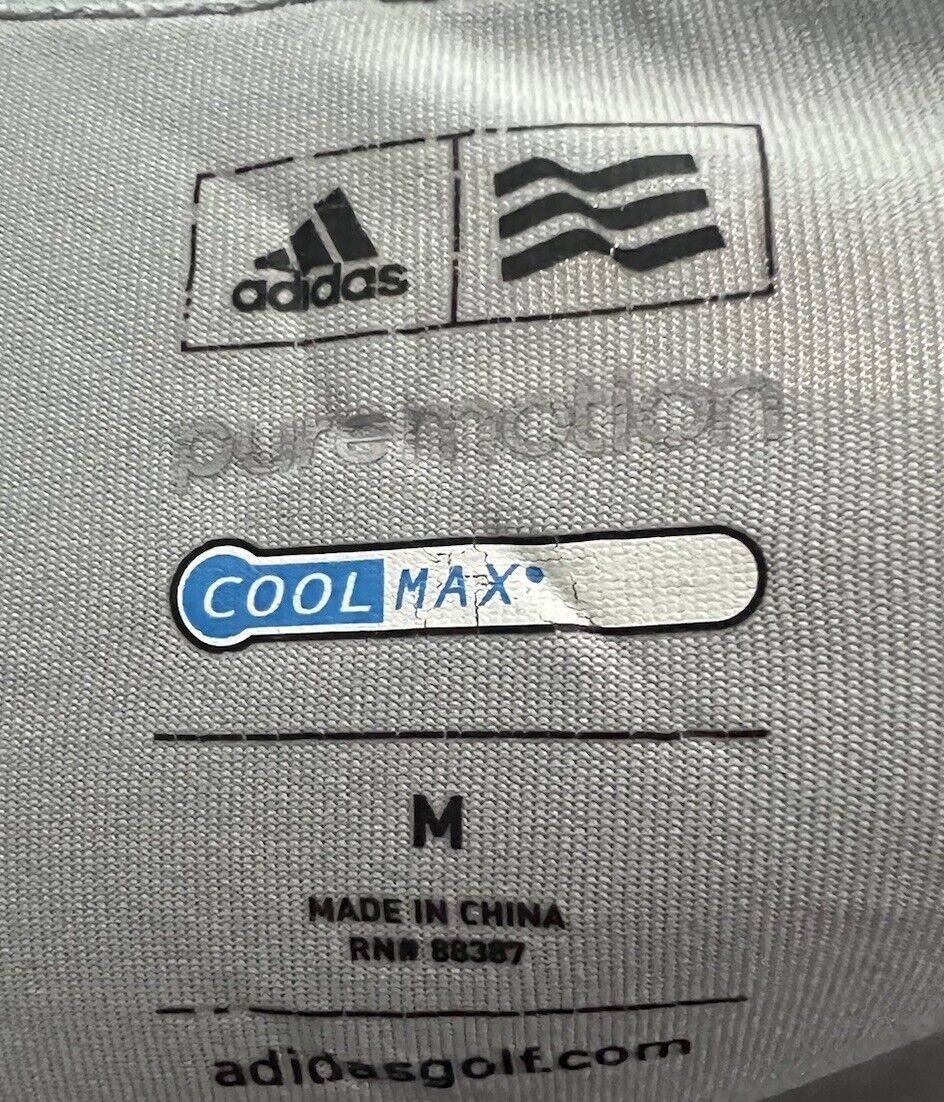 adidas
puremotion
COOLMAX
M
MADE IN CHINA
RN# 88387
adidasgolf.com